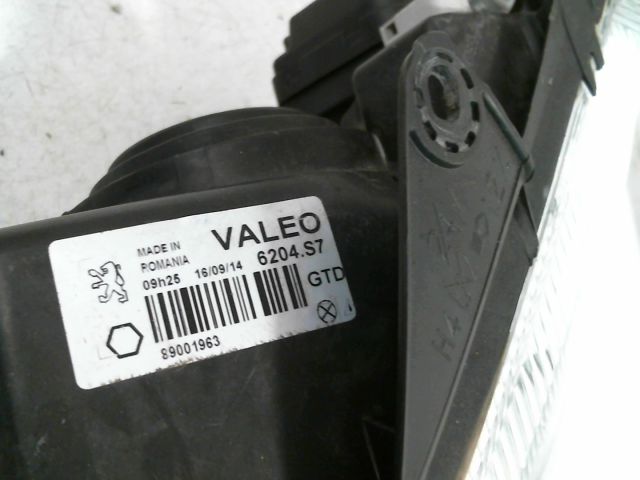 VALEO
MADE IN
ROMANIA
09h25 16/09/14 6204.S7
GTD
89001963